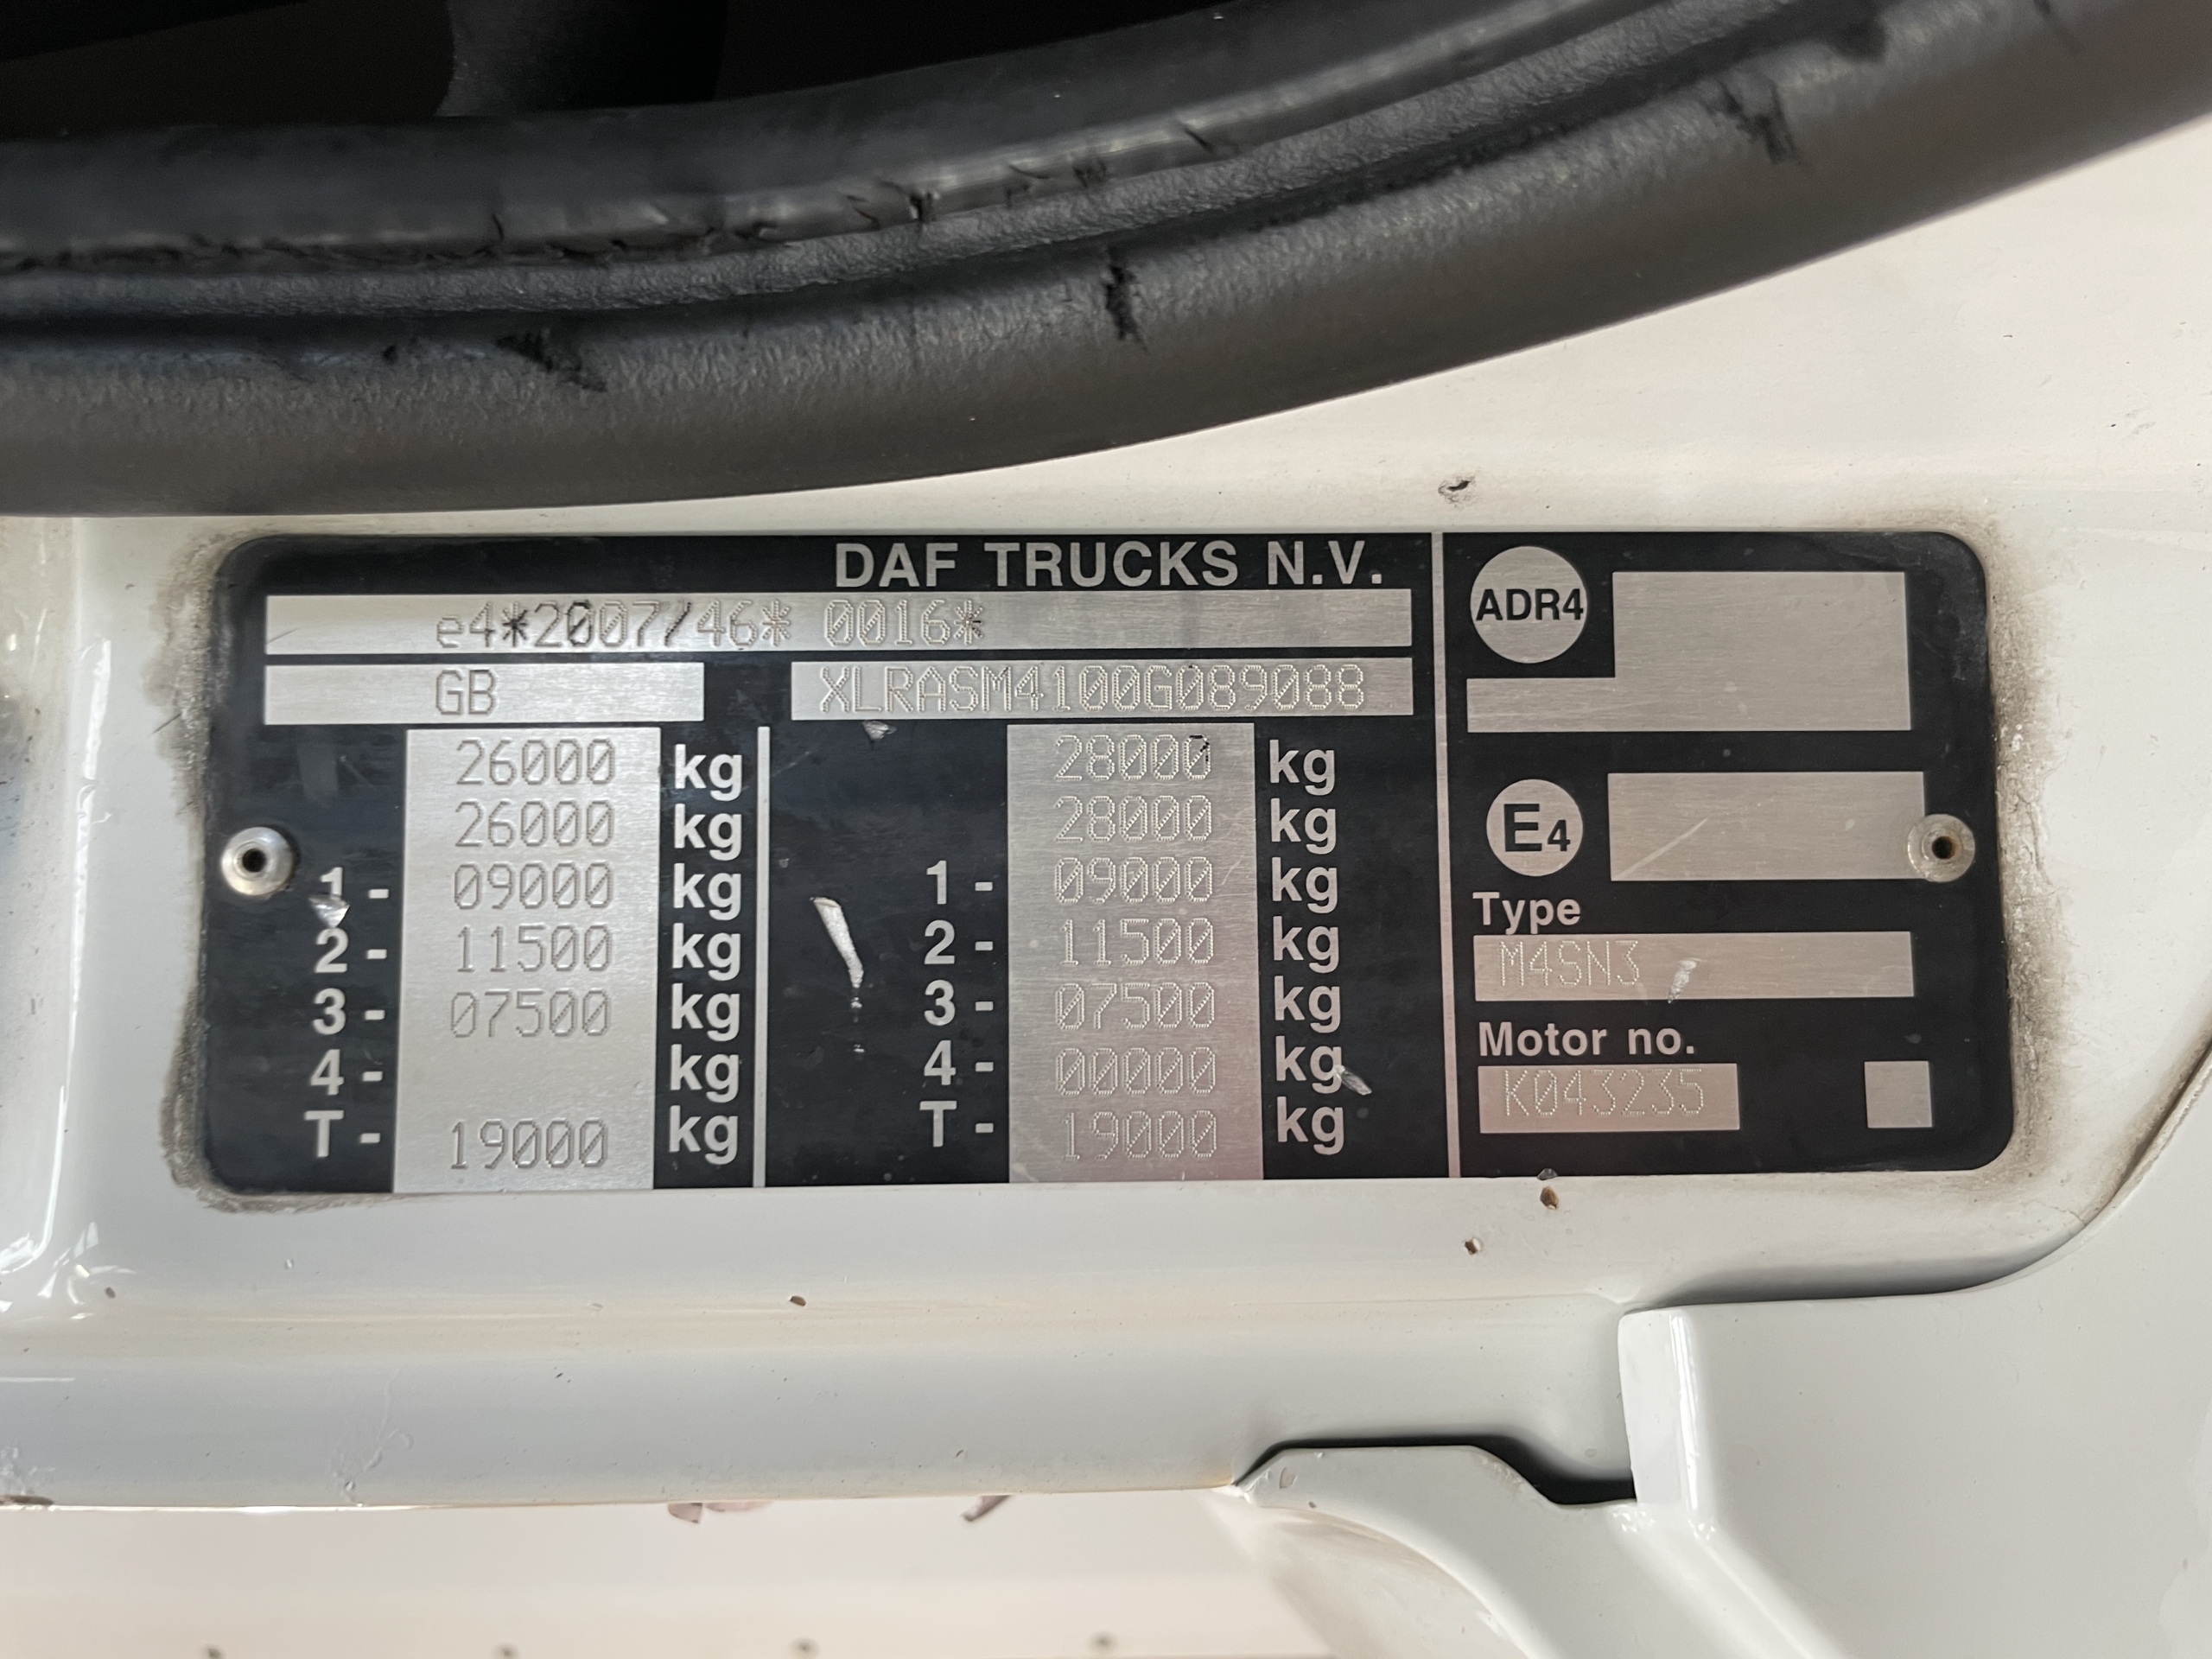 DAF TRUCKS N.V.
e4*2007/46* 0016*
GB
XLRASM4100G089088
26000 kg
26000 kg
1 - 09000 kg
2 - 11500 kg
3 - 07500 kg
4 - kg
T - 19000 kg
28000 kg
28000 kg
1 - 09000 kg
2 - 11500 kg
3 - 07500 kg
4 - 00000 kg
T - 19000 kg
ADR4
E4
Type
M4SN3
Motor no.
K043235